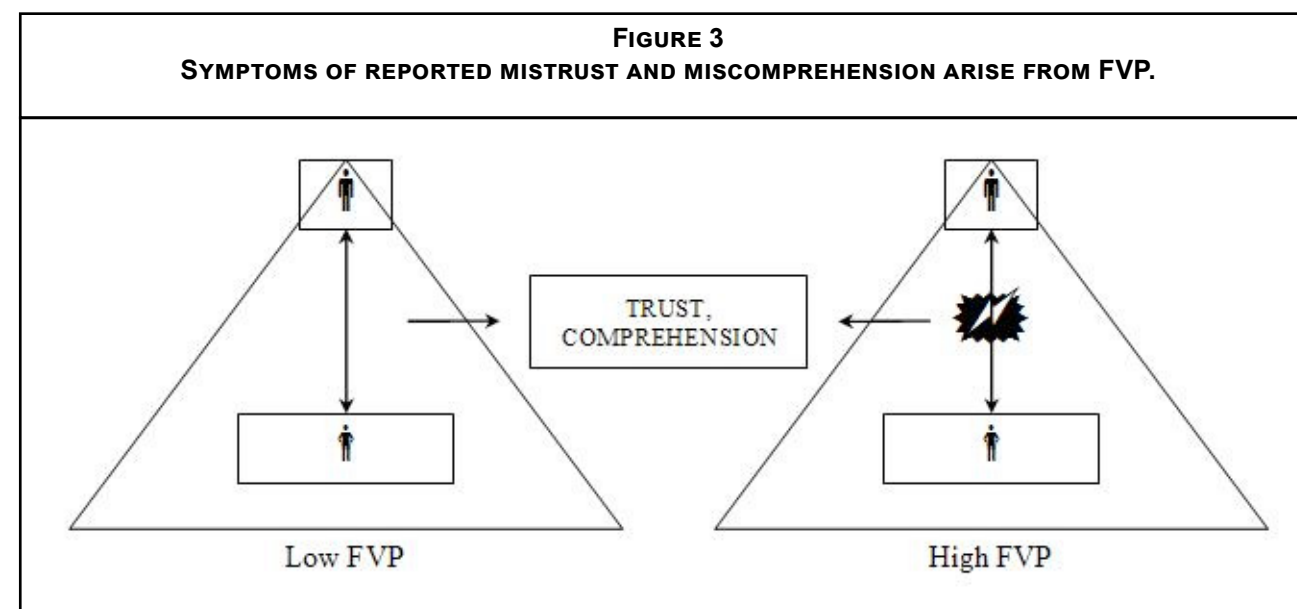 FIGURE 3
SYMPTOMS OF REPORTED MISTRUST AND MISCOMPREHENSION ARISE FROM FVP.
TRUST,
COMPREHENSION
Low FVP
High FVP